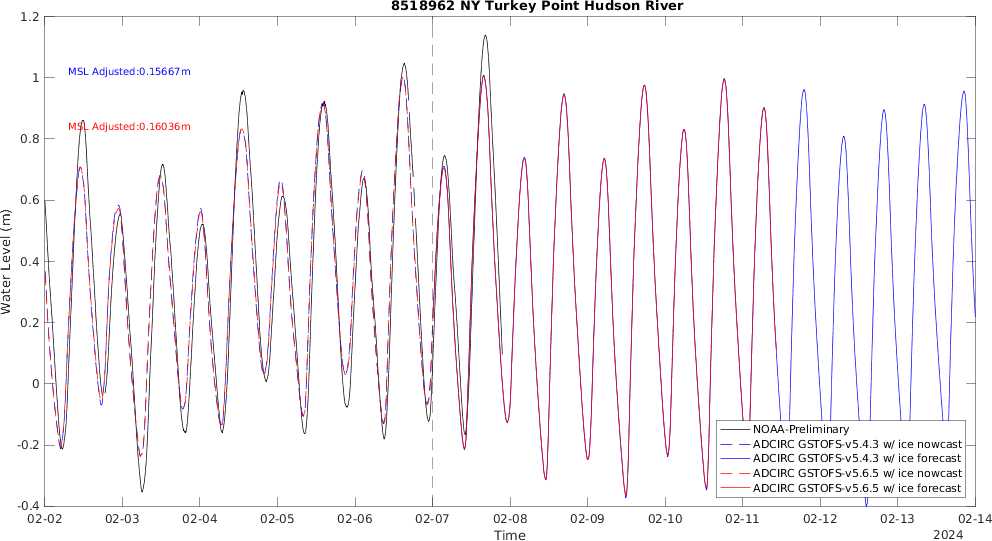 8518962 NY Turkey Point Hudson River
1.2
1
0.8
0.6
0.4
0.2
0
-0.2
-0.4
Water Level (m)
MSL Adjusted:0.15667m
MSL Adjusted:0.16036m
NOAA-Preliminary
ADCIRC GSTOFS-v5.4.3 w/ ice nowcast
ADCIRC GSTOFS-v5.4.3 w/ ice forecast
ADCIRC GSTOFS-v5.6.5 w/ ice nowcast
ADCIRC GSTOFS-v5.6.5 w/ ice forecast
02-02 02-03 02-04 02-05 02-06 02-07 02-08 02-09 02-10 02-11 02-12 02-13 02-14
Time
2024